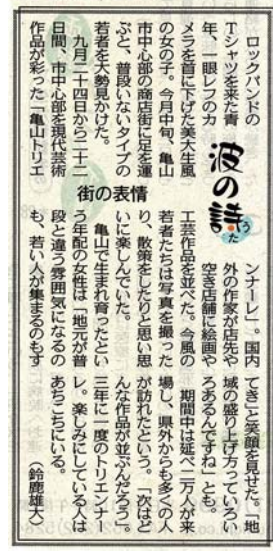 波の詩
うた
街の表情
ロックバンドの
Tシャツを来た青
年、一眼レフのカ
メラを首に下げた美大生風
の女の子。今月中旬、亀山
市中心部の商店街に足を運
ぶと、普段いないタイプの
若者を大勢見かけた。
九月二十四日から二十二
日間、市中心部を現代芸術
作品が彩った「亀山トリエ
ンナーレ」。国内
外の作家が店先や
空き店舗に絵画や
工芸作品を並べた。今風の
若者たちは写真を撮った
り、散策をしたりと思い思
いに楽しんでいた。
亀山で生まれ育ったとい
う年配の女性は「地元が普
段と違う雰囲気になるの
も、若い人が集まるのもす
てき」と笑顔を見せた。「地
域の盛り上げ方っていろい
ろあるんですね」とも。
期間中は延べ二万人が来
場し、県外からも多くの人
が訪れたという。「次はど
んな作品が並ぶんだろう」。
三年に一度のトリエンナー
レ。楽しみにしている人は
あちこちにいる。
(鈴鹿雄大)